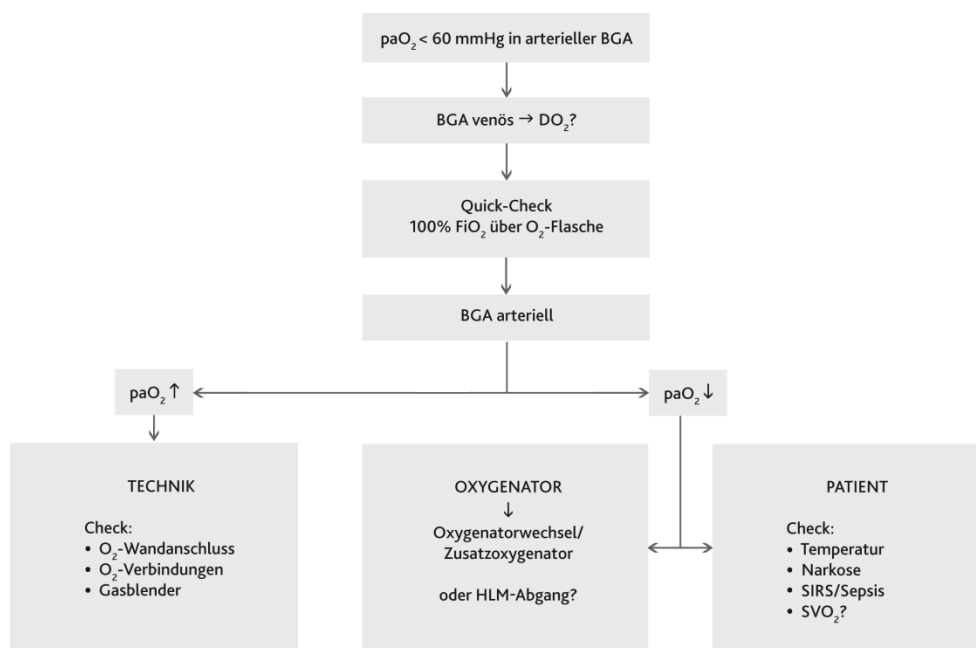 paO₂ < 60 mmHg in arterieller BGA
BGA venös → DO₂?
Quick-Check
100% FiO₂ über O₂-Flasche
BGA arteriell
paO₂ ↑
paO₂ ↓
TECHNIK
Check:
• O₂-Wandanschluss
• O₂-Verbindungen
• Gasblender
OXYGENATOR
↓
Oxygenatorwechsel/
Zusatzoxygenator
oder HLM-Abgang?
PATIENT
Check:
• Temperatur
• Narkose
• SIRS/Sepsis
• SVO₂?